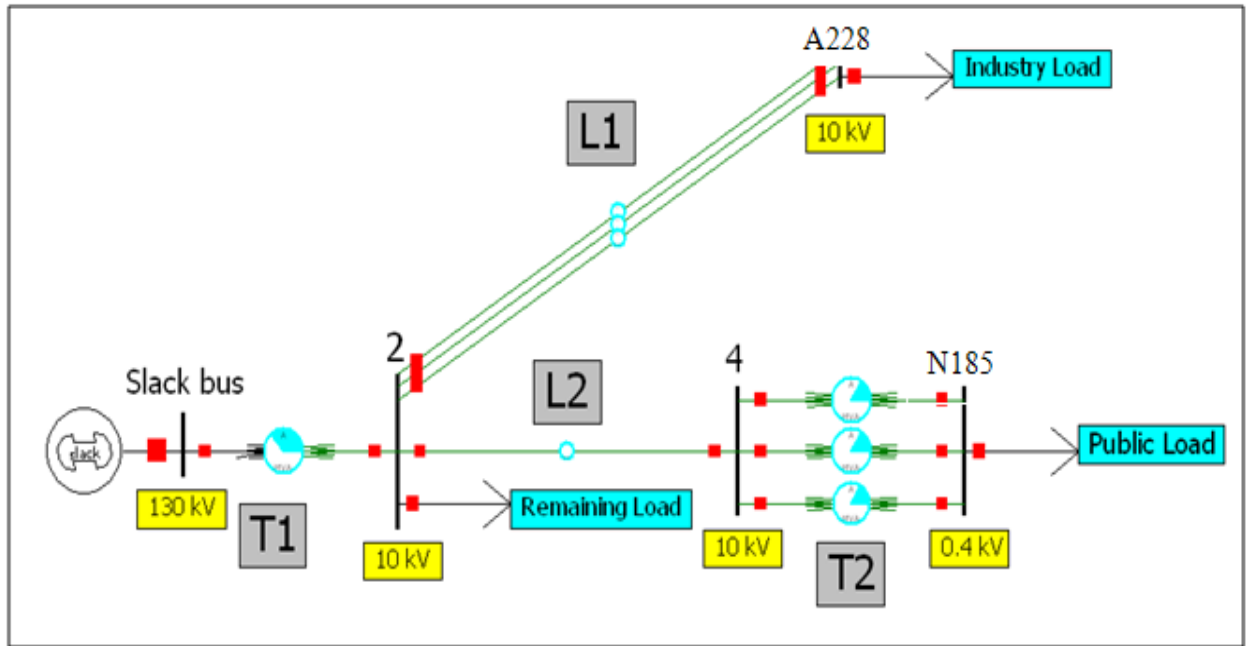 A228
Industry Load
L1
10 kV
2
4
N185
Slack bus
L2
slack
Public Load
130 kV
Remaining Load
T1
10 kV
10 kV
T2
0.4 kV